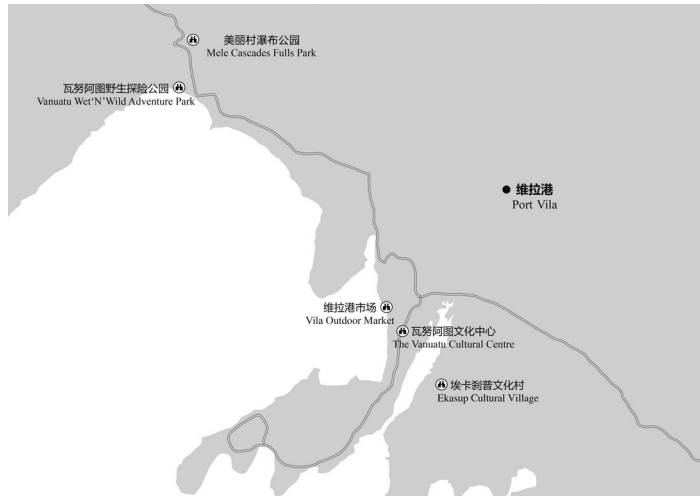 美丽村瀑布公园
Mele Cascades Fulls Park
瓦努阿图野生探险公园
Vanuatu Wet‘N’Wild Adventure Park
维拉港
Port Vila
维拉港市场
Vila Outdoor Market
瓦努阿图文化中心
The Vanuatu Cultural Centre
埃卡刹普文化村
Ekasup Cultural Village